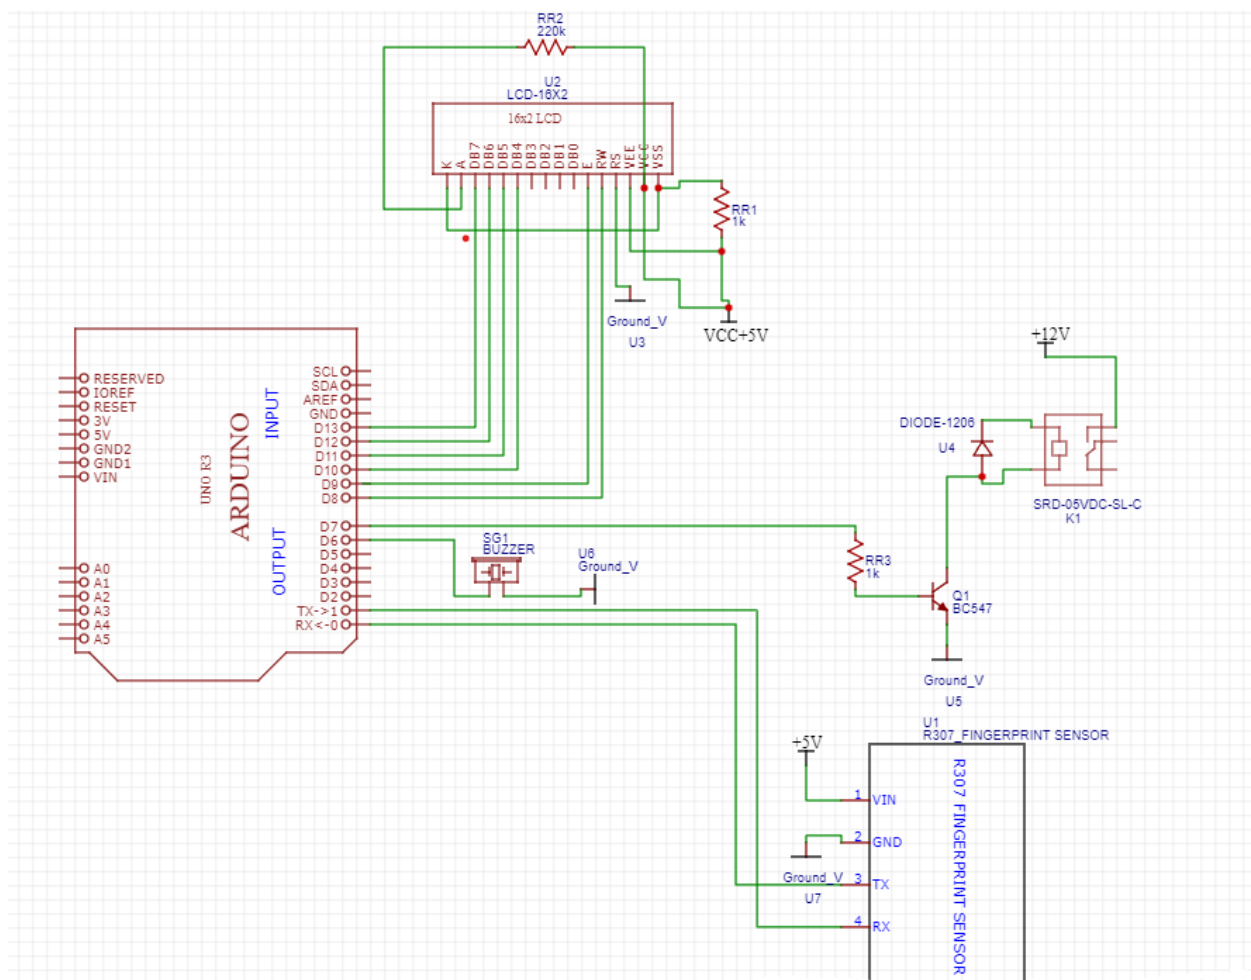 RR2
220k
U2
LCD-16X2
16x2 LCD
K
A
DB7
DB6
DB5
DB4
DB3
DB2
DB1
DB0
E
RW
RS
VEE
VCC
VSS
RR1
1k
Ground_V
U3
VCC+5V
RESERVED
IOREF
RESET
3V
5V
GND2
GND1
VIN
A0
A1
A2
A3
A4
A5
UNO R3
ARDUINO
INPUT
OUTPUT
SCL
SDA
AREF
GND
D13
D12
D11
D10
D9
D8
D7
D6
D5
D4
D3
D2
TX->1
RX<-0
SG1
BUZZER
U6
Ground_V
+12V
DIODE-1206
U4
SRD-05VDC-SL-C
K1
RR3
1k
Q1
BC547
Ground_V
U5
U1
R307_FINGERPRINT SENSOR
+5V
1 VIN
2 GND
Ground_V
U7
3 TX
4 RX
R307 FINGERPRINT SENSOR